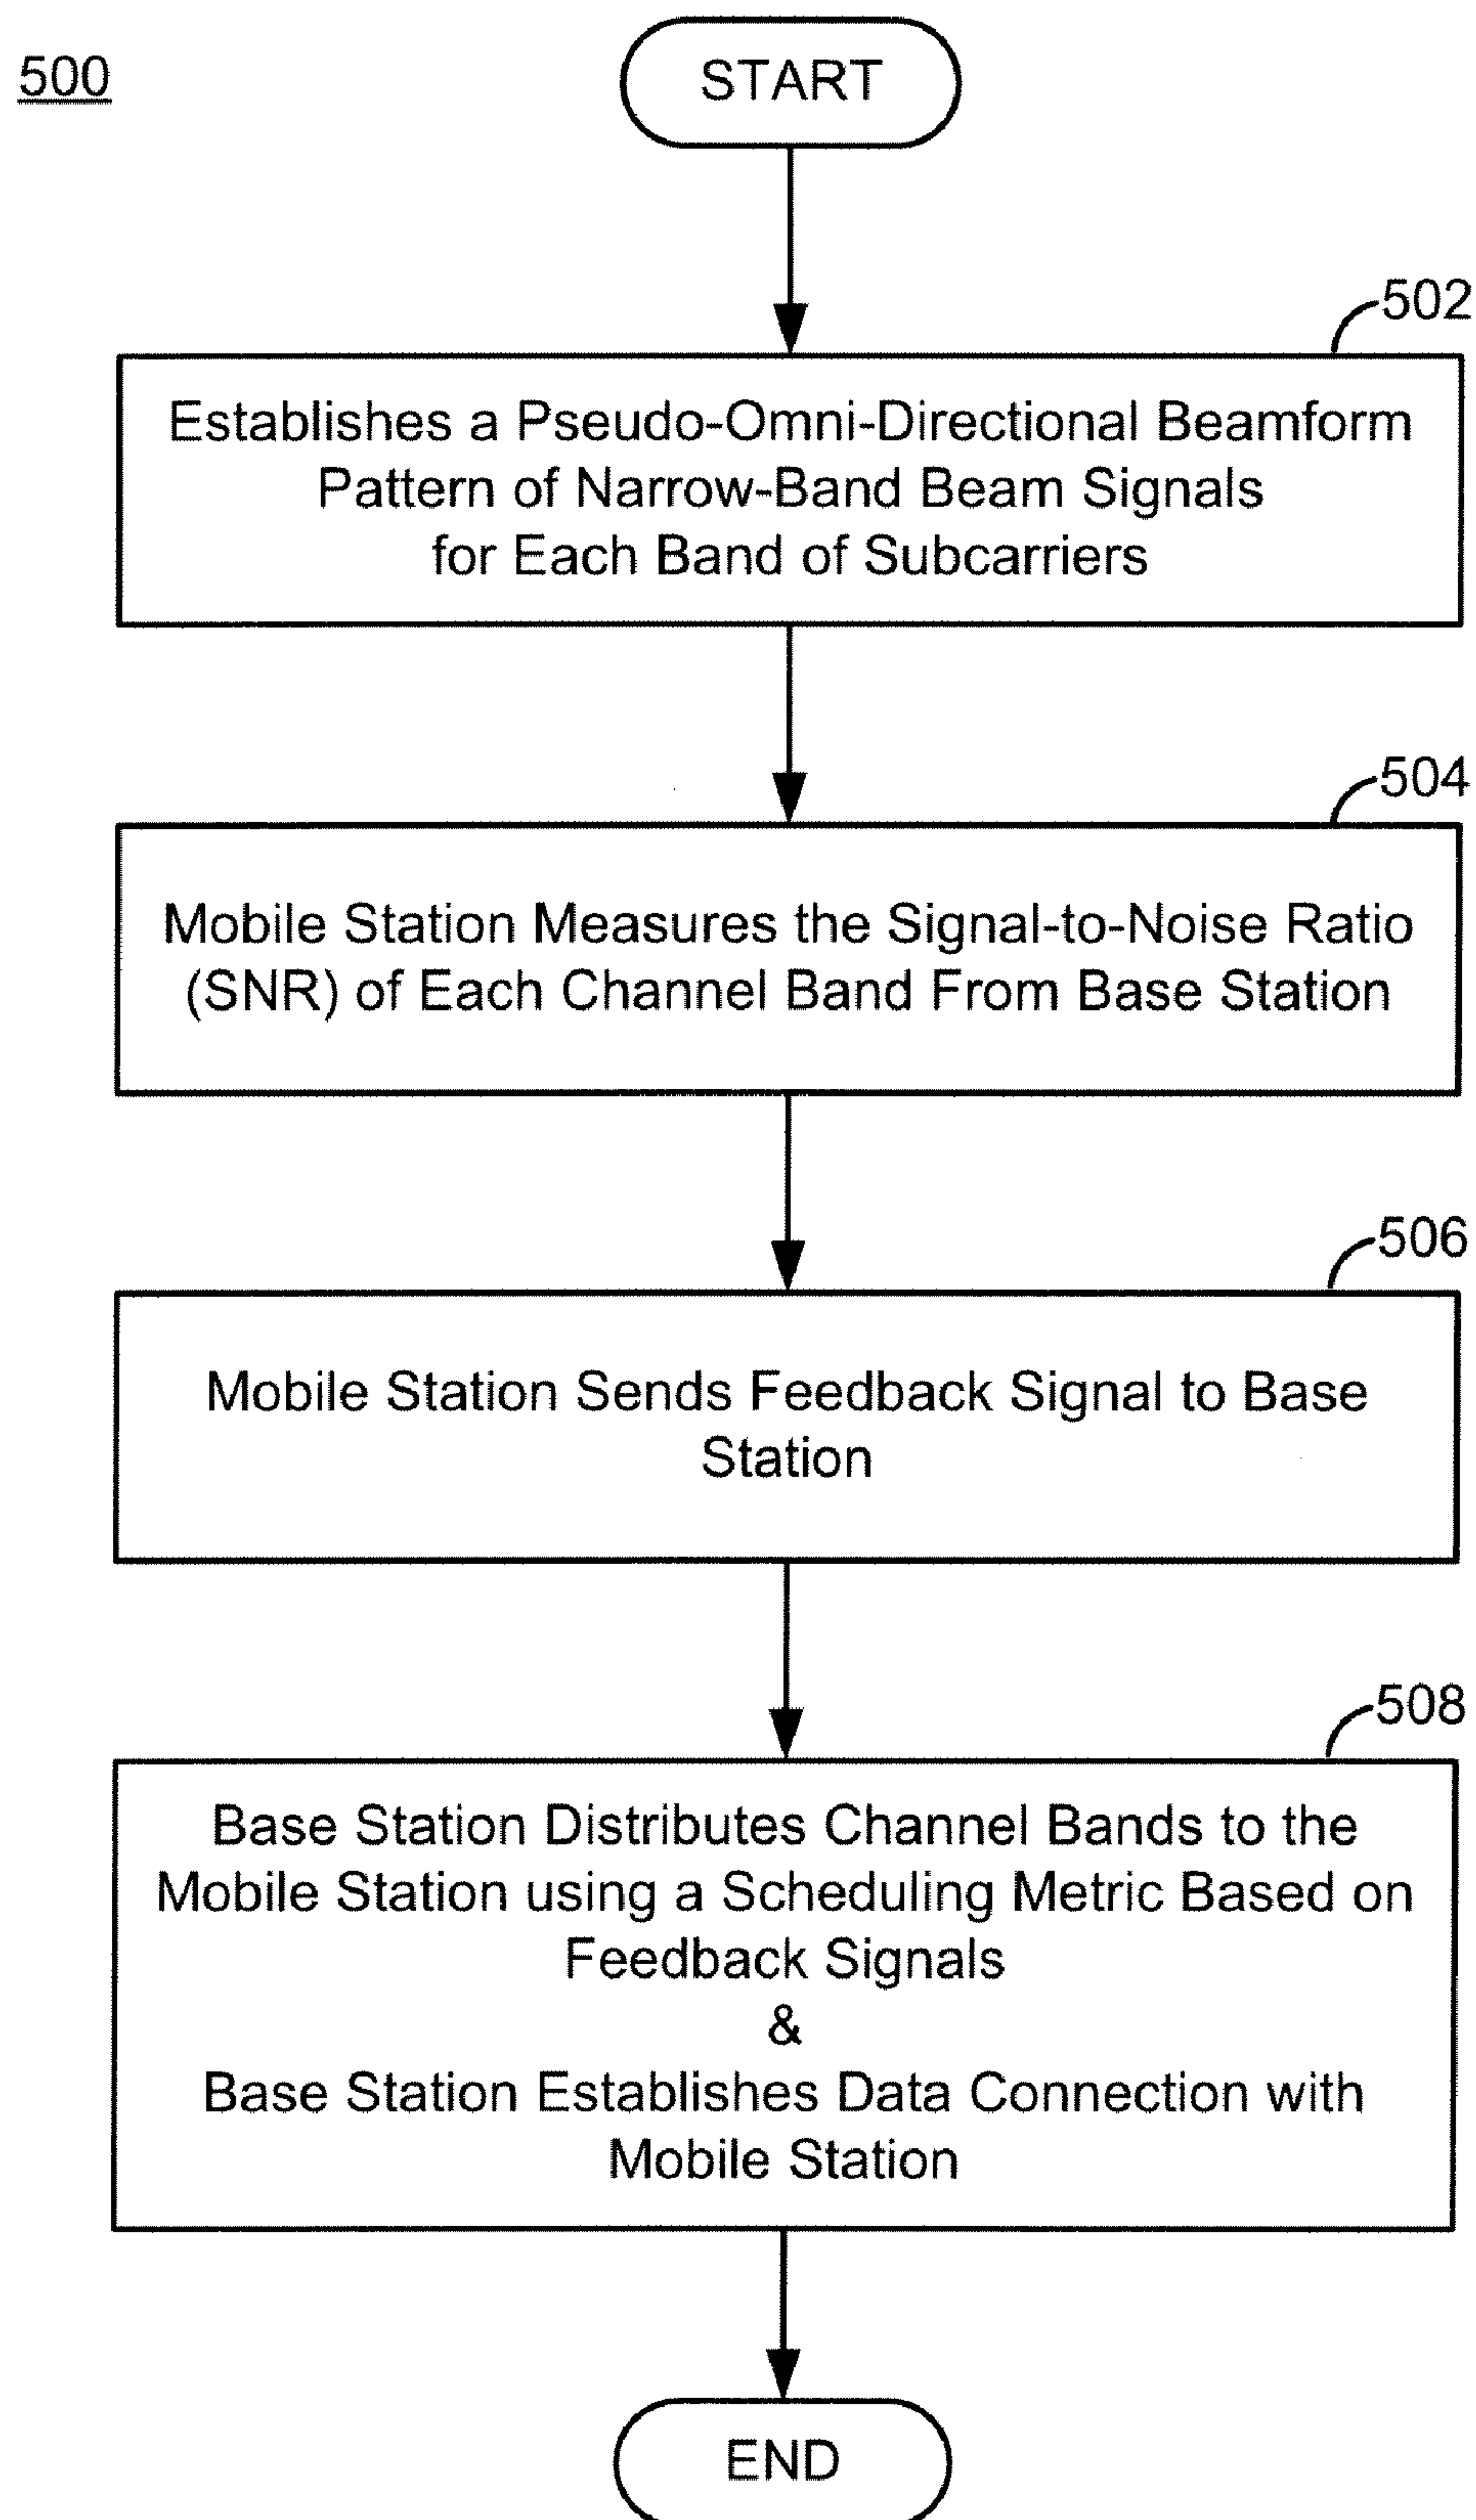 500
START
502
Establishes a Pseudo-Omni-Directional Beamform
Pattern of Narrow-Band Beam Signals
for Each Band of Subcarriers
504
Mobile Station Measures the Signal-to-Noise Ratio
(SNR) of Each Channel Band From Base Station
506
Mobile Station Sends Feedback Signal to Base
Station
508
Base Station Distributes Channel Bands to the
Mobile Station using a Scheduling Metric Based on
Feedback Signals
&
Base Station Establishes Data Connection with
Mobile Station
END